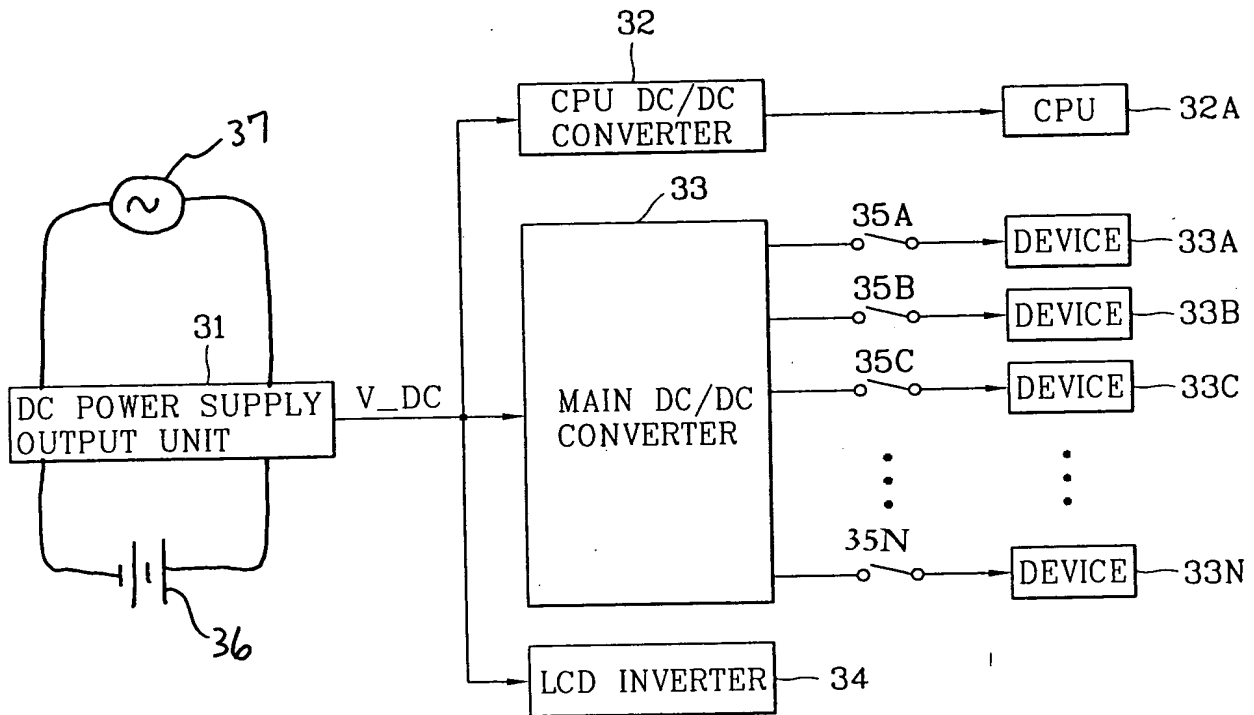 32
CPU DC/DC
CONVERTER
CPU
32A
37
33
35A
DEVICE
33A
35B
DEVICE
33B
31
35C
DEVICE
33C
DC POWER SUPPLY
OUTPUT UNIT
V_DC
MAIN DC/DC
CONVERTER
35N
DEVICE
33N
36
LCD INVERTER
34